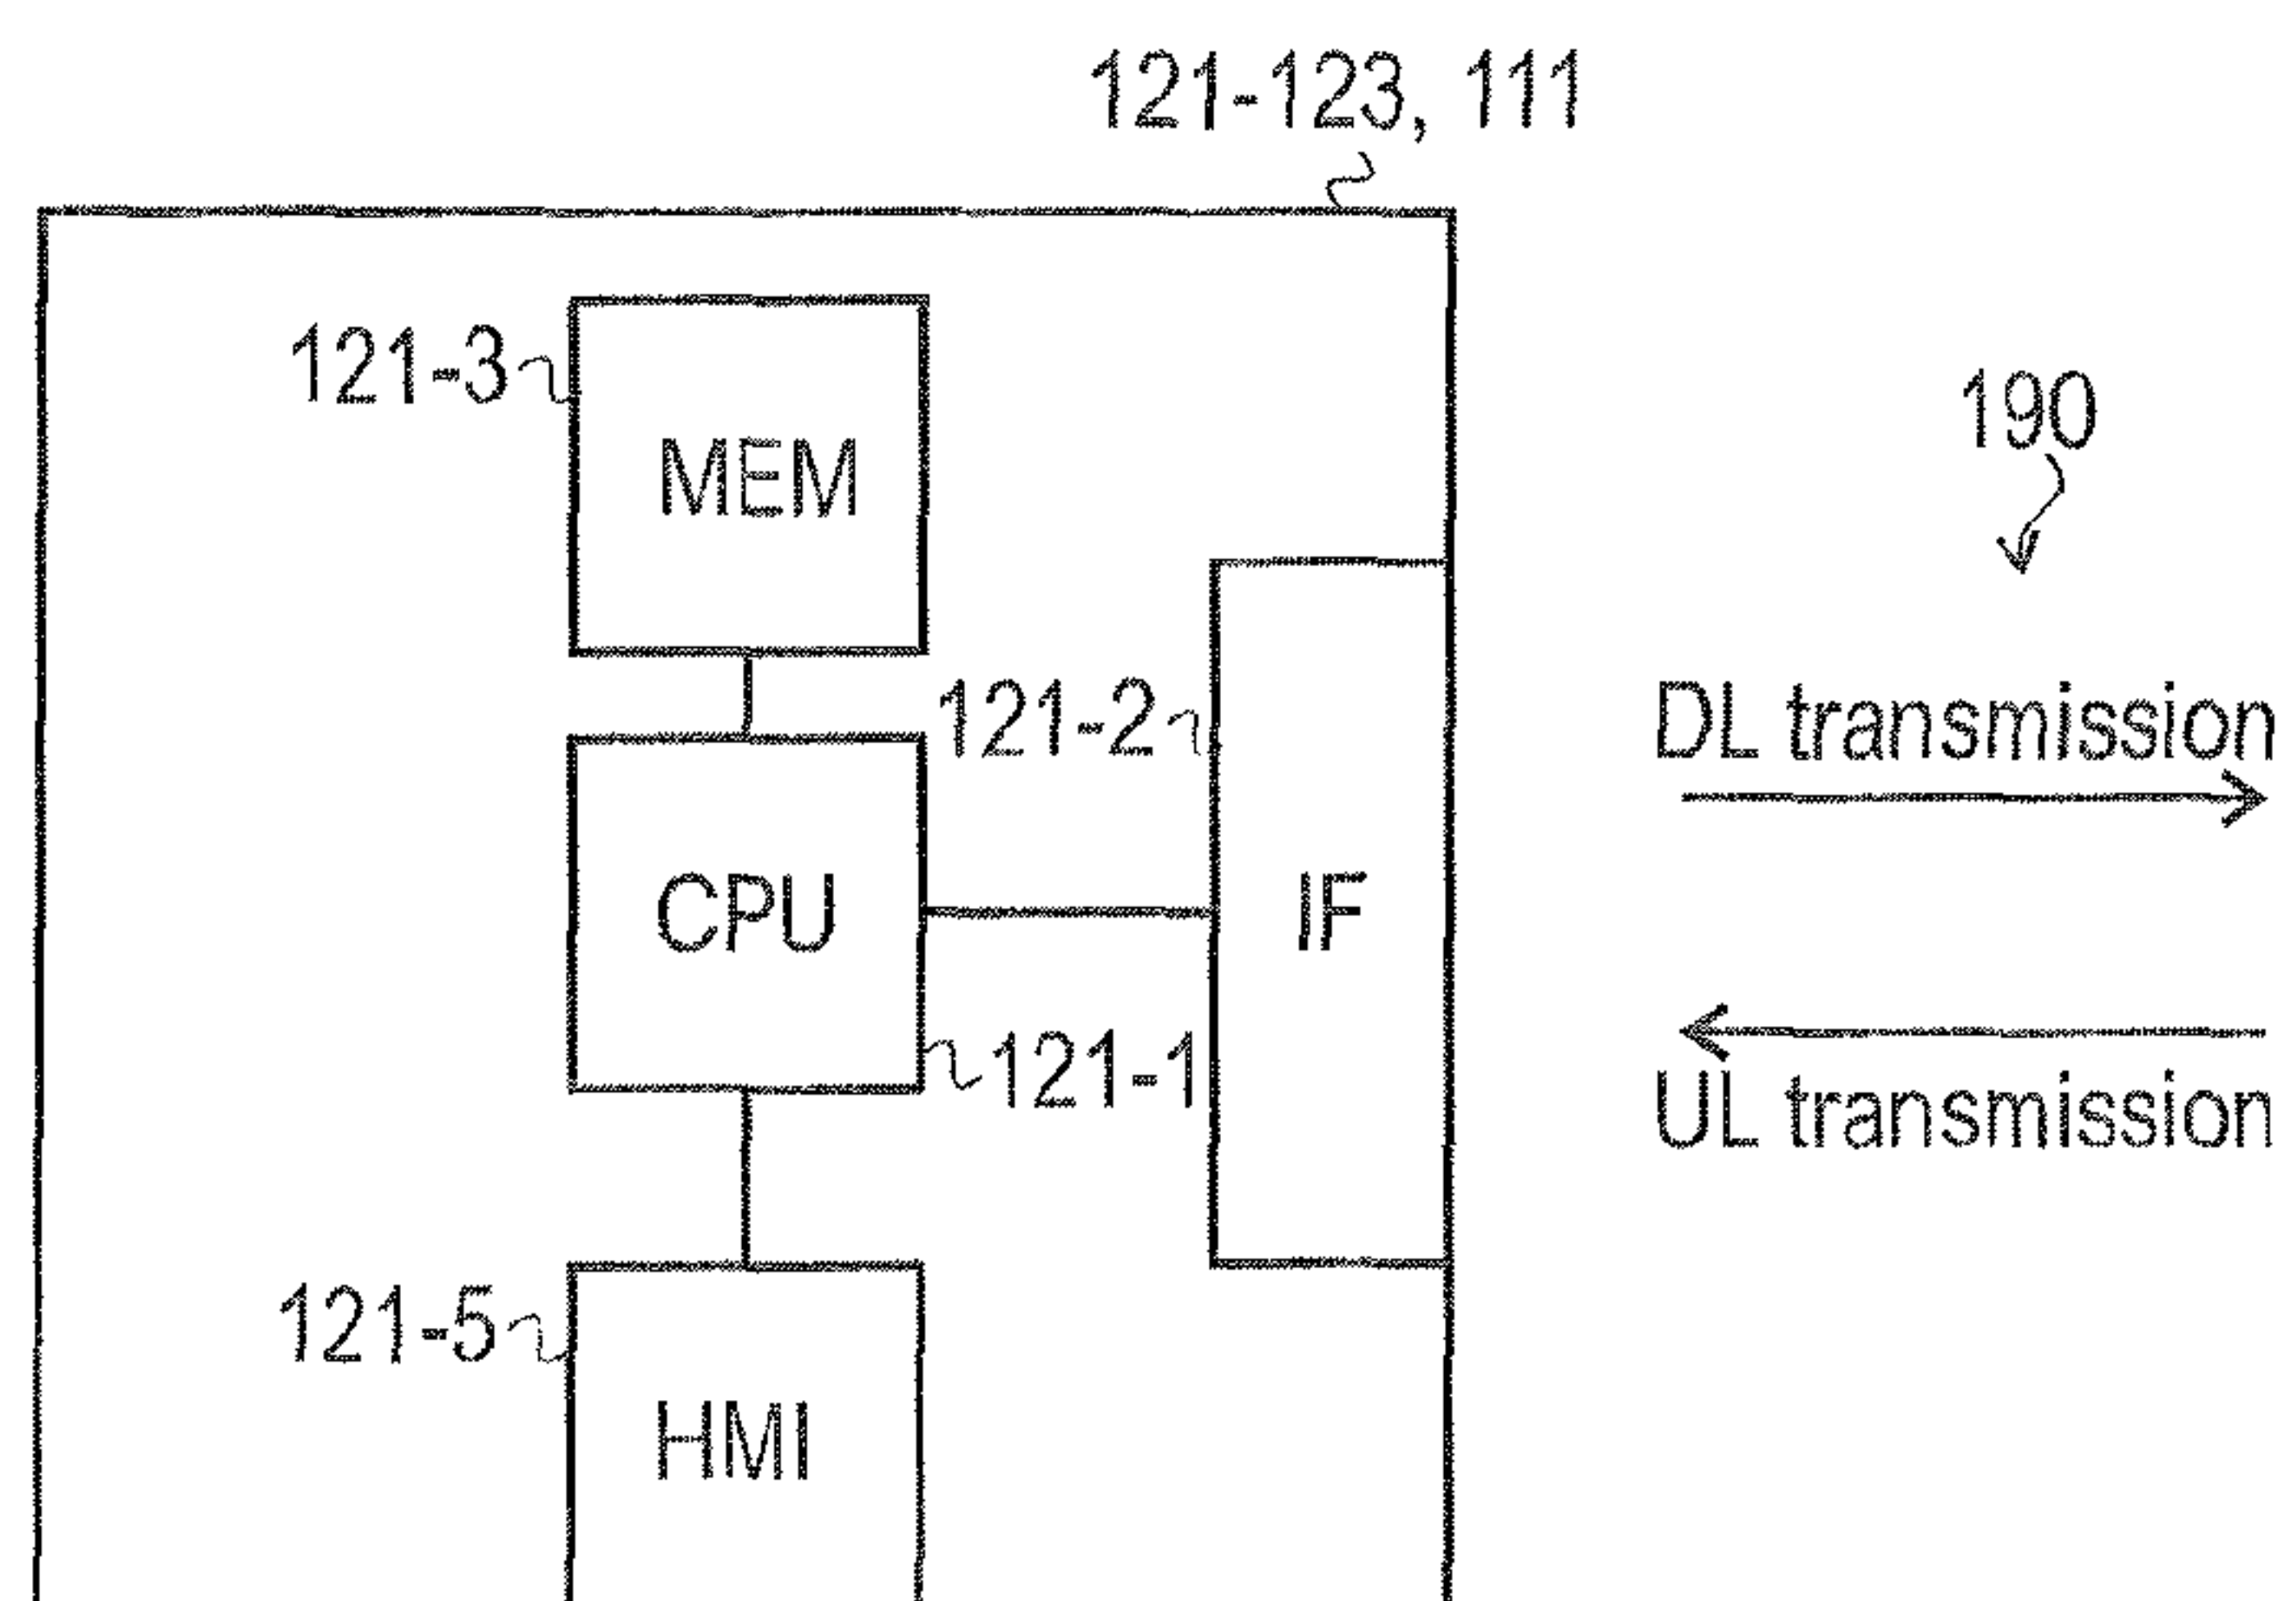 121-123, 111
121-3
MEM
190
121-2
DL transmission
CPU
IF
121-1
UL transmission
121-5
HMI